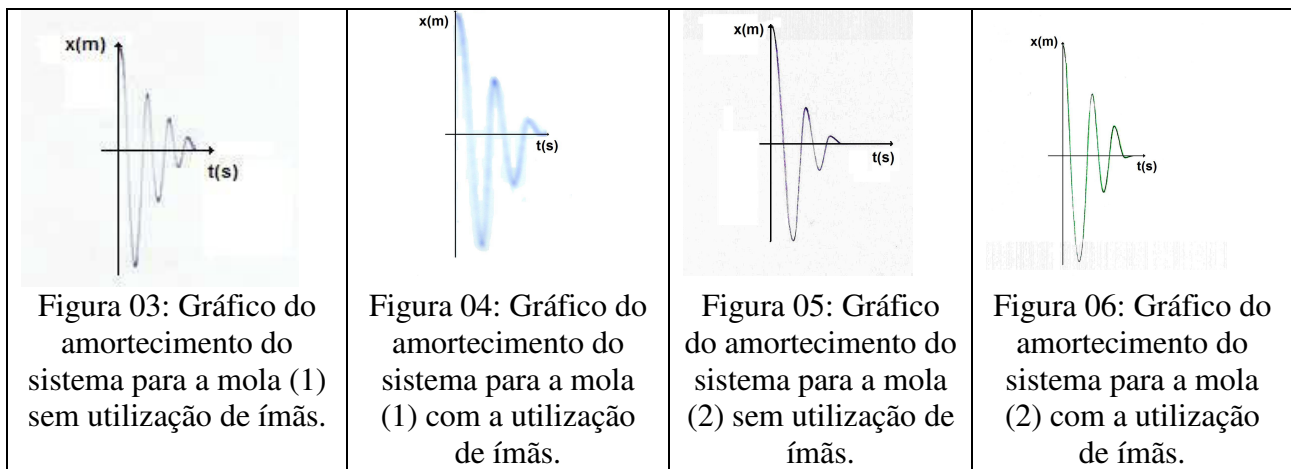 x(m)
t(s)
Figura 03: Gráfico do
amortecimento do
sistema para a mola (1)
sem utilização de ímãs.
x(m)
t(s)
Figura 04: Gráfico do
amortecimento do
sistema para a mola
(1) com a utilização
de ímãs.
x(m)
t(s)
Figura 05: Gráfico
do amortecimento do
sistema para a mola
(2) sem utilização de
ímãs.
x(m)
t(s)
Figura 06: Gráfico do
amortecimento do
sistema para a mola
(2) com a utilização
de ímãs.